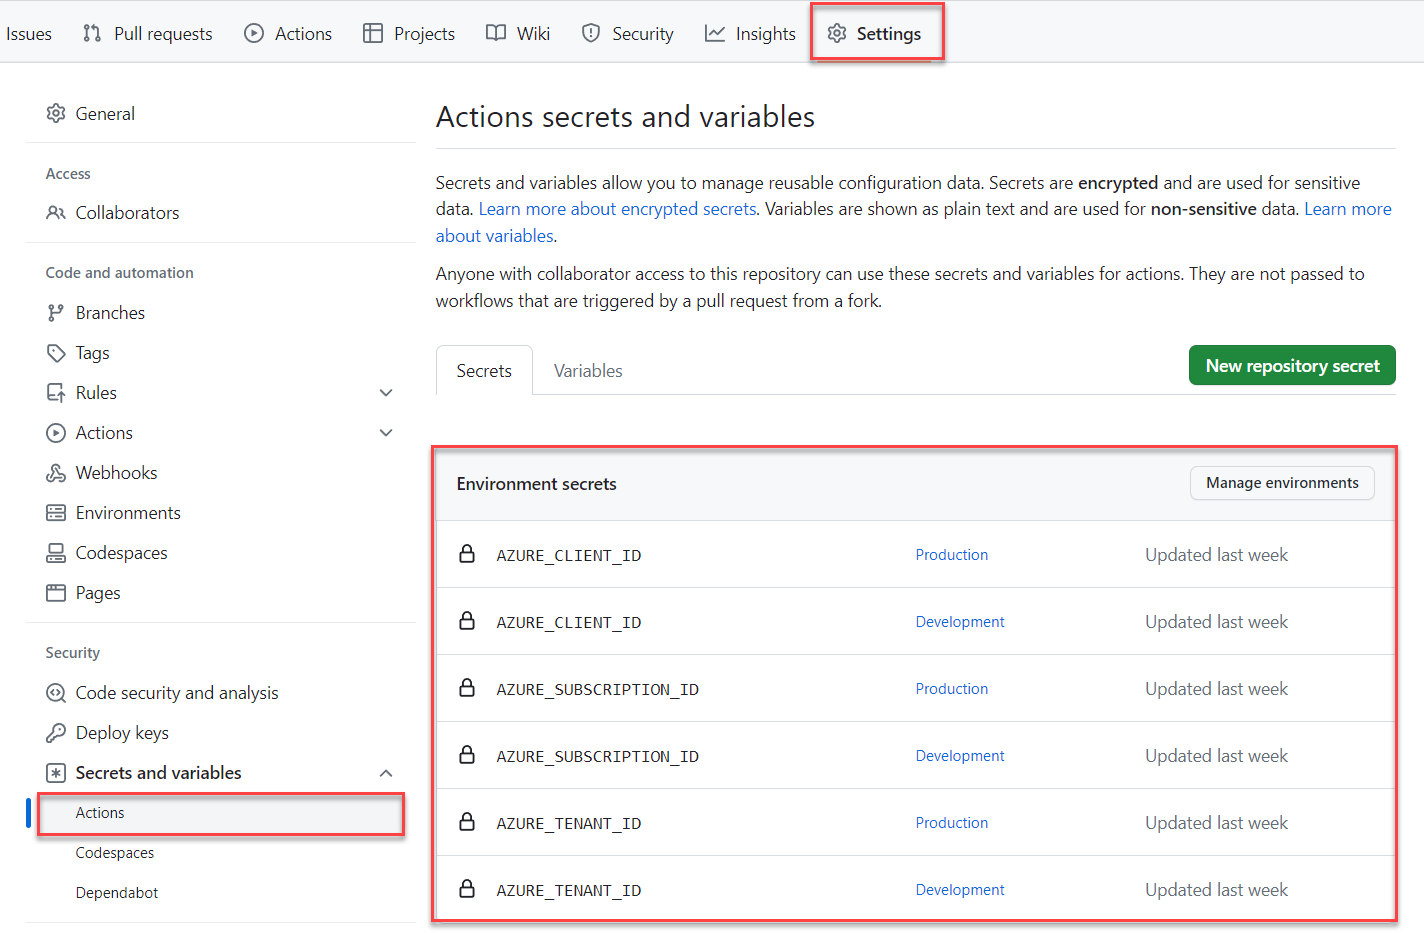 Issues
Pull requests
Actions
Projects
Wiki
Security
Insights
Settings
General
Access
Collaborators
Code and automation
Branches
Tags
Rules
Actions
Webhooks
Environments
Codespaces
Pages
Security
Code security and analysis
Deploy keys
Secrets and variables
Actions
Codespaces
Dependabot
Actions secrets and variables
Secrets and variables allow you to manage reusable configuration data. Secrets are encrypted and are used for sensitive
data. Learn more about encrypted secrets. Variables are shown as plain text and are used for non-sensitive data. Learn more
about variables.
Anyone with collaborator access to this repository can use these secrets and variables for actions. They are not passed to
workflows that are triggered by a pull request from a fork.
Secrets
Variables
New repository secret
Environment secrets
Manage environments
AZURE_CLIENT_ID Production Updated last week
AZURE_CLIENT_ID Development Updated last week
AZURE_SUBSCRIPTION_ID Production Updated last week
AZURE_SUBSCRIPTION_ID Development Updated last week
AZURE_TENANT_ID Production Updated last week
AZURE_TENANT_ID Development Updated last week